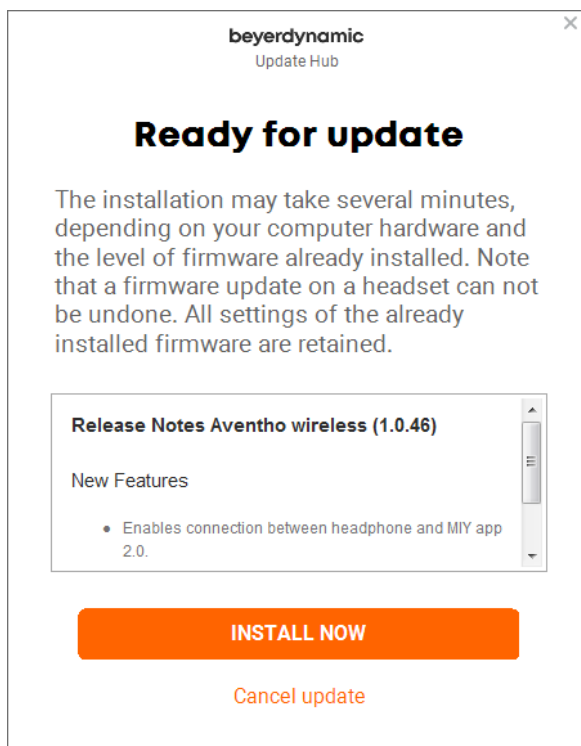 beyerdynamic
Update Hub
Ready for update
The installation may take several minutes,
depending on your computer hardware and
the level of firmware already installed. Note
that a firmware update on a headset can not
be undone. All settings of the already
installed firmware are retained.
Release Notes Aventho wireless (1.0.46)
New Features
• Enables connection between headphone and MIY app
2.0.
INSTALL NOW
Cancel update